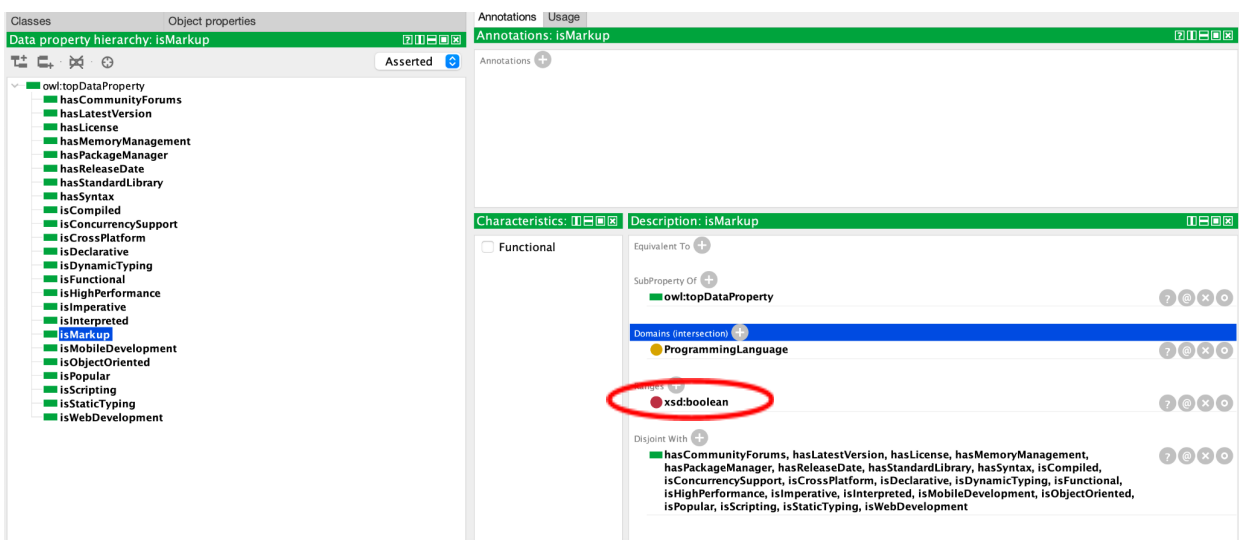 Classes Object properties
Data property hierarchy: isMarkup
Asserted
owl:topDataProperty
hasCommunityForums
hasLatestVersion
hasLicense
hasMemoryManagement
hasPackageManager
hasReleaseDate
hasStandardLibrary
hasSyntax
isCompiled
isConcurrencySupport
isCrossPlatform
isDeclarative
isDynamicTyping
isFunctional
isHighPerformance
isImperative
isInterpreted
isMarkup
isMobileDevelopment
isObjectOriented
isPopular
isScripting
isStaticTyping
isWebDevelopment
Annotations Usage
Annotations: isMarkup
Annotations
Characteristics:
Functional
Description: isMarkup
Equivalent To
SubProperty Of
owl:topDataProperty
Domains (intersection)
ProgrammingLanguage
Ranges
xsd:boolean
Disjoint With
hasCommunityForums, hasLatestVersion, hasLicense, hasMemoryManagement,
hasPackageManager, hasReleaseDate, hasStandardLibrary, hasSyntax, isCompiled,
isConcurrencySupport, isCrossPlatform, isDeclarative, isDynamicTyping, isFunctional,
isHighPerformance, isImperative, isInterpreted, isMobileDevelopment, isObjectOriented,
isPopular, isScripting, isStaticTyping, isWebDevelopment